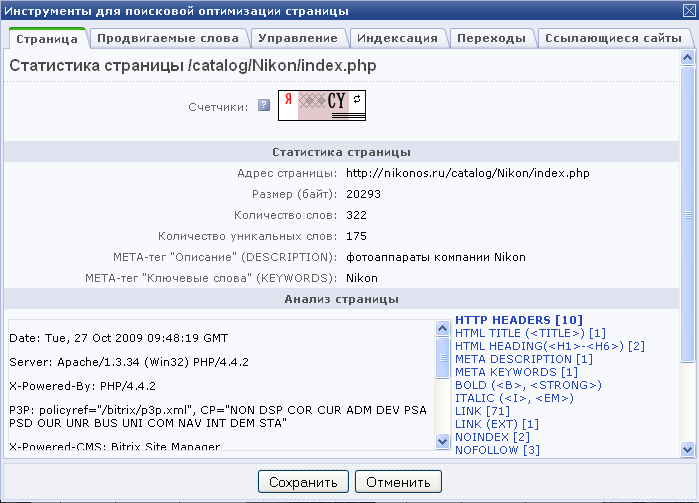 Инструменты для поисковой оптимизации страницы
Страница Продвигаемые слова Управление Индексация Переходы Ссылающиеся сайты
Статистика страницы /catalog/Nikon/index.php
Счетчики: ? Я CY
Статистика страницы
Адрес страницы: http://nikonos.ru/catalog/Nikon/index.php
Размер (байт): 20293
Количество слов: 322
Количество уникальных слов: 175
META-тег "Описание" (DESCRIPTION): фотоаппараты компании Nikon
META-тег "Ключевые слова" (KEYWORDS): Nikon
Анализ страницы
Date: Tue, 27 Oct 2009 09:48:19 GMT
Server: Apache/1.3.34 (Win32) PHP/4.4.2
X-Powered-By: PHP/4.4.2
P3P: policyref="/bitrix/p3p.xml", CP="NON DSP COR CUR ADM DEV PSA
PSD OUR UNR BUS UNI COM NAV INT DEM STA"
X-Powered-CMS: Bitrix Site Manager
HTTP HEADERS [10]
HTML TITLE (<TITLE>) [1]
HTML HEADING(<H1>-<H6>) [2]
META DESCRIPTION [1]
META KEYWORDS [1]
BOLD (<B>, <STRONG>)
ITALIC (<I>, <EM>)
LINK [71]
LINK (EXT) [1]
NOINDEX [2]
NOFOLLOW [3]
Сохранить Отменить